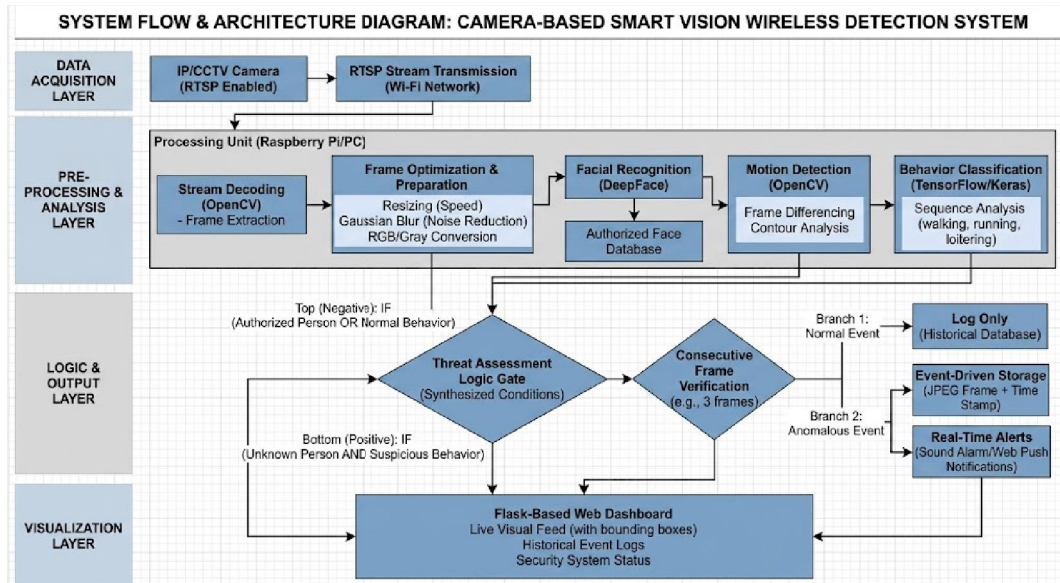 SYSTEM FLOW & ARCHITECTURE DIAGRAM: CAMERA-BASED SMART VISION WIRELESS DETECTION SYSTEM
DATA
ACQUISITION
LAYER
IP/CCTV Camera
(RTSP Enabled)
RTSP Stream Transmission
(Wi-Fi Network)
PRE-
PROCESSING &
ANALYSIS
LAYER
Processing Unit (Raspberry Pi/PC)
Stream Decoding
(OpenCV)
- Frame Extraction
Frame Optimization &
Preparation
Resizing (Speed)
Gaussian Blur (Noise Reduction)
RGB/Gray Conversion
Facial Recognition
(DeepFace)
Authorized Face
Database
Motion Detection
(OpenCV)
Frame Differencing
Contour Analysis
Behavior Classification
(TensorFlow/Keras)
Sequence Analysis
(walking, running,
loitering)
LOGIC &
OUTPUT
LAYER
Top (Negative): IF
(Authorized Person OR Normal Behavior)
Threat Assessment
Logic Gate
(Synthesized Conditions)
Bottom (Positive): IF
(Unknown Person AND Suspicious Behavior)
Consecutive
Frame
Verification
(e.g., 3 frames)
Branch 1:
Normal Event
Log Only
(Historical Database)
Branch 2:
Anomalous Event
Event-Driven Storage
(JPEG Frame + Time
Stamp)
Real-Time Alerts
(Sound Alarm/Web Push
Notifications)
VISUALIZATION
LAYER
Flask-Based Web Dashboard
Live Visual Feed (with bounding boxes)
Historical Event Logs
Security System Status